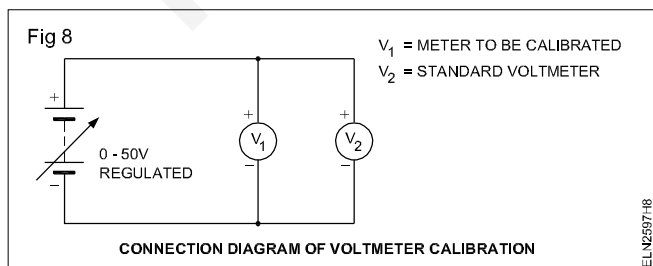 Fig 8
V1 = METER TO BE CALIBRATED
V2 = STANDARD VOLTMETER
+
+
+
V1
V2
0 - 50V
REGULATED
–
–
–
CONNECTION DIAGRAM OF VOLTMETER CALIBRATION
ELN2597H8